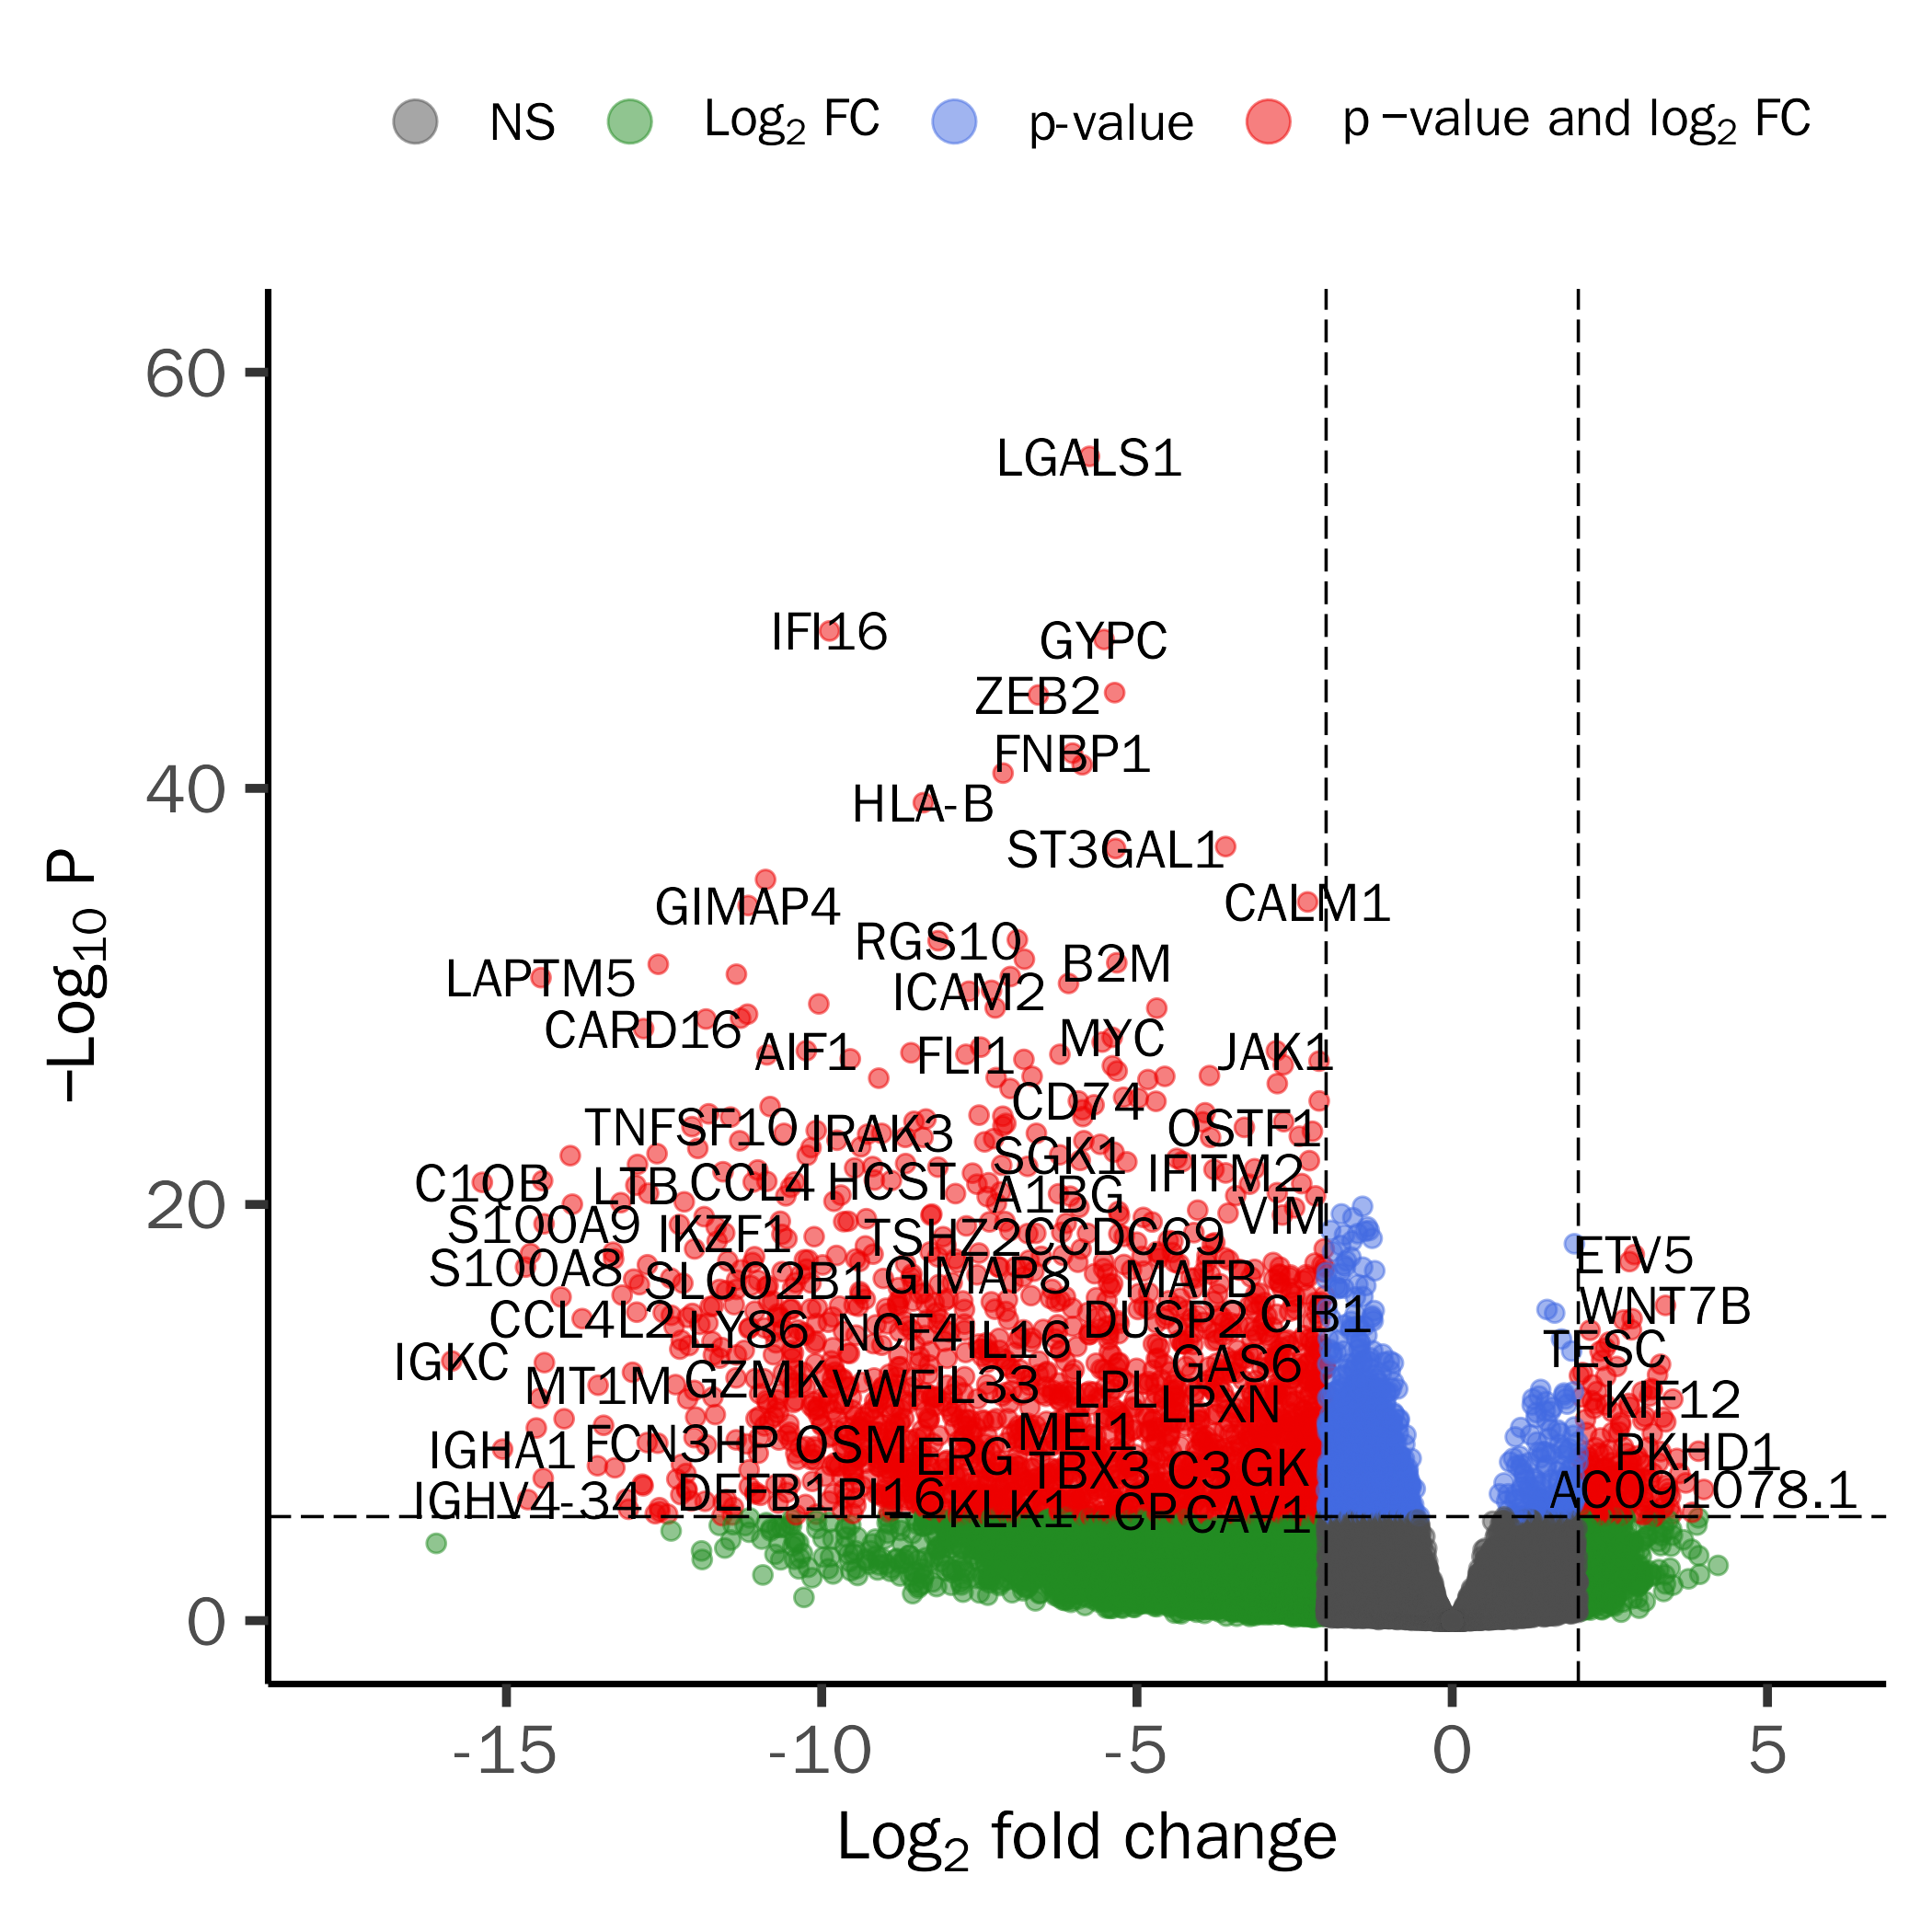 NS Log2 FC p-value p −value and log2 FC
60
LGALS1
IFI16 GYPC
ZEB2
FNBP1
40
HLA-B
ST3GAL1
GIMAP4 CALM1
RGS10 B2M
LAPTM5 ICAM2
CARD16 MYC
AIF1 FLI1 JAK1
CD74
TNFSF10 IRAK3 OSTF1
SGK1
C1QB LTB CCL4 HCST IFITM2
20
A1BG
S100A9 IKZF1 TSHZ2 CCDC69 VIM
ETV5
S100A8 SLCO2B1 GIMAP8 MAFB
WNT7B
CCL4L2 LY86 NCF4 IL16 DUSP2 CIB1
TESC
IGKC GAS6
MT1M GZMK VWF IL33 LPL LPXN KIF12
IGHA1 FCN3 HP OSM ERG MEI1 PKHD1
TBX3 C3 GK
IGHV4-34 DEFB1 PI16 AC091078.1
KLK1 CP CAV1
0
−Log10 P
-15 -10 -5 0 5
Log2 fold change